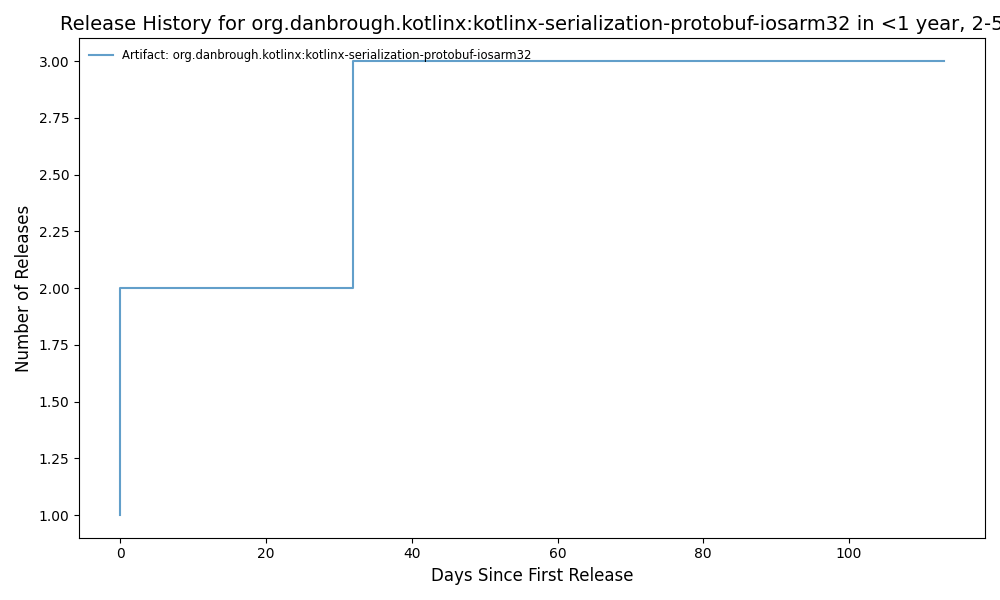 Release History for org.danbrough.kotlinx:kotlinx-serialization-protobuf-iosarm32 in <1 year, 2-5
Artifact: org.danbrough.kotlinx:kotlinx-serialization-protobuf-iosarm32
3.00
2.75
2.50
2.25
2.00
1.75
1.50
1.25
1.00
Number of Releases
0 20 40 60 80 100
Days Since First Release